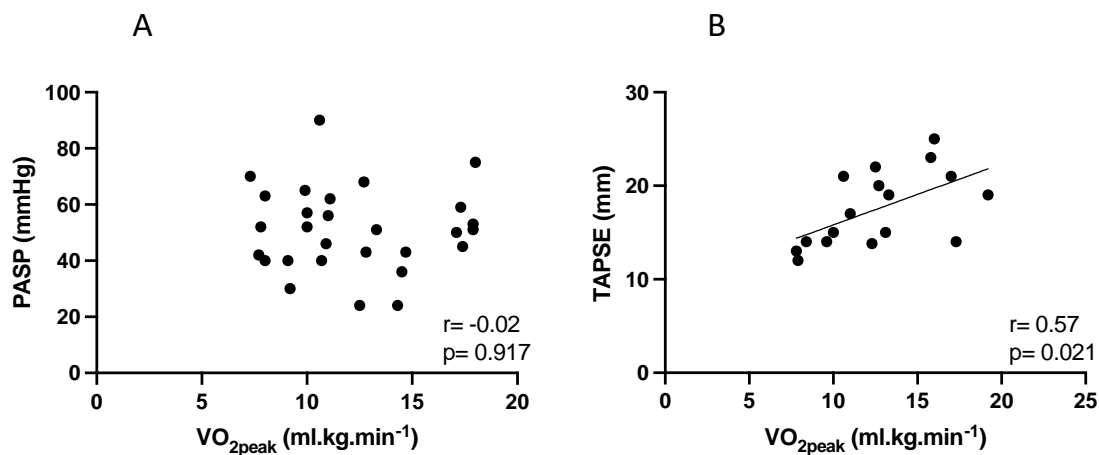 A
100
80
60
40
20
0
PASP (mmHg)
0 5 10 15 20
VO2peak (ml.kg.min-1)
r= -0.02
p= 0.917
B
30
20
10
0
TAPSE (mm)
0 5 10 15 20 25
VO2peak (ml.kg.min-1)
r= 0.57
p= 0.021